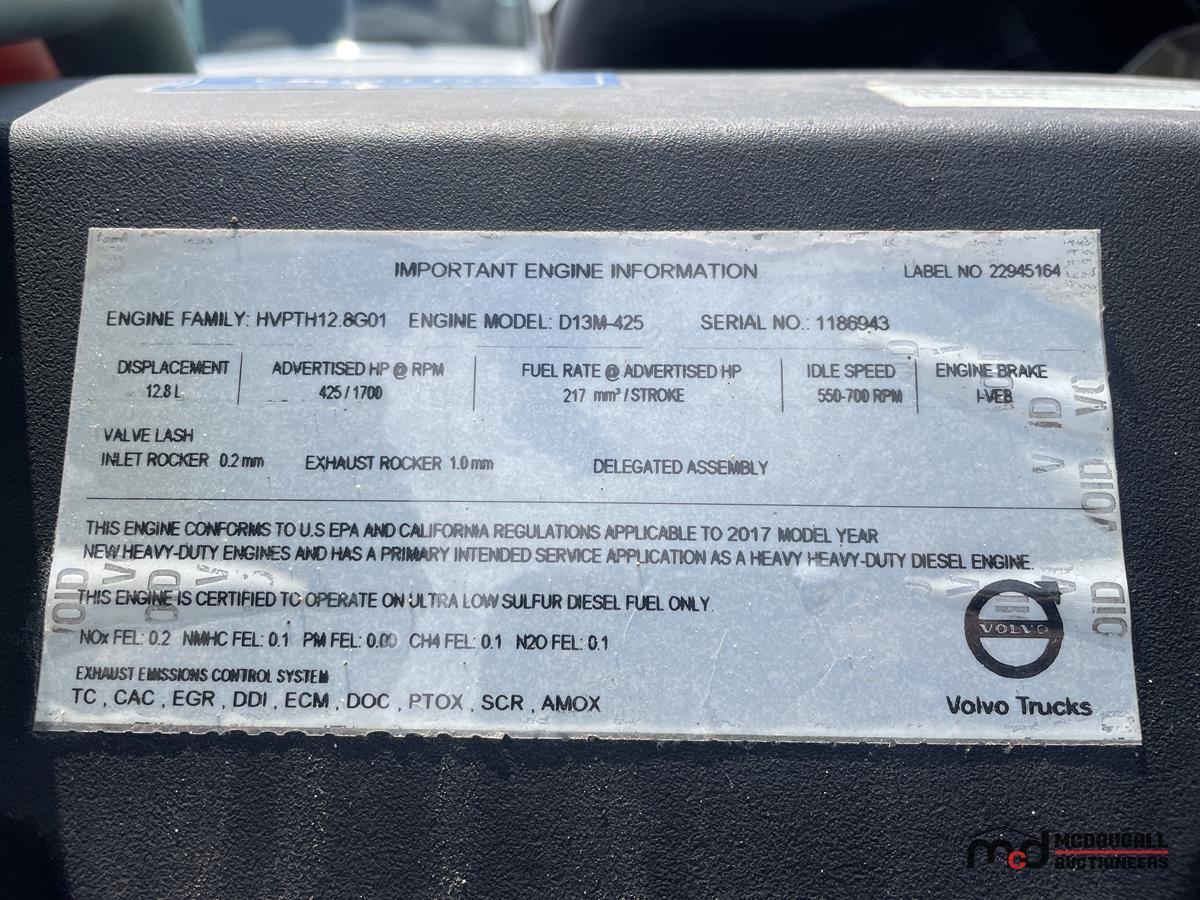 IMPORTANT ENGINE INFORMATION LABEL NO 22945164
ENGINE FAMILY: HVPTH12.8G01 ENGINE MODEL: D13M-425 SERIAL NO.: 1186943
DISPLACEMENT ADVERTISED HP @ RPM FUEL RATE @ ADVERTISED HP IDLE SPEED ENGINE BRAKE
12.8 L 425 / 1700 217 mm³ / STROKE 550-700 RPM I-VEB
VALVE LASH
INLET ROCKER 0.2 mm EXHAUST ROCKER 1.0 mm DELEGATED ASSEMBLY
THIS ENGINE CONFORMS TO U.S EPA AND CALIFORNIA REGULATIONS APPLICABLE TO 2017 MODEL YEAR
NEW HEAVY-DUTY ENGINES AND HAS A PRIMARY INTENDED SERVICE APPLICATION AS A HEAVY HEAVY-DUTY DIESEL ENGINE.
THIS ENGINE IS CERTIFIED TO OPERATE ON ULTRA LOW SULFUR DIESEL FUEL ONLY.
NOx FEL: 0.2 NMHC FEL: 0.1 PM FEL: 0.00 CH4 FEL: 0.1 N2O FEL: 0.1
EXHAUST EMISSIONS CONTROL SYSTEM
TC , CAC , EGR , DDI , ECM , DOC , PTOX , SCR , AMOX
VOLVO
Volvo Trucks
VOID
mcd MCDOUGALL
AUCTIONEERS